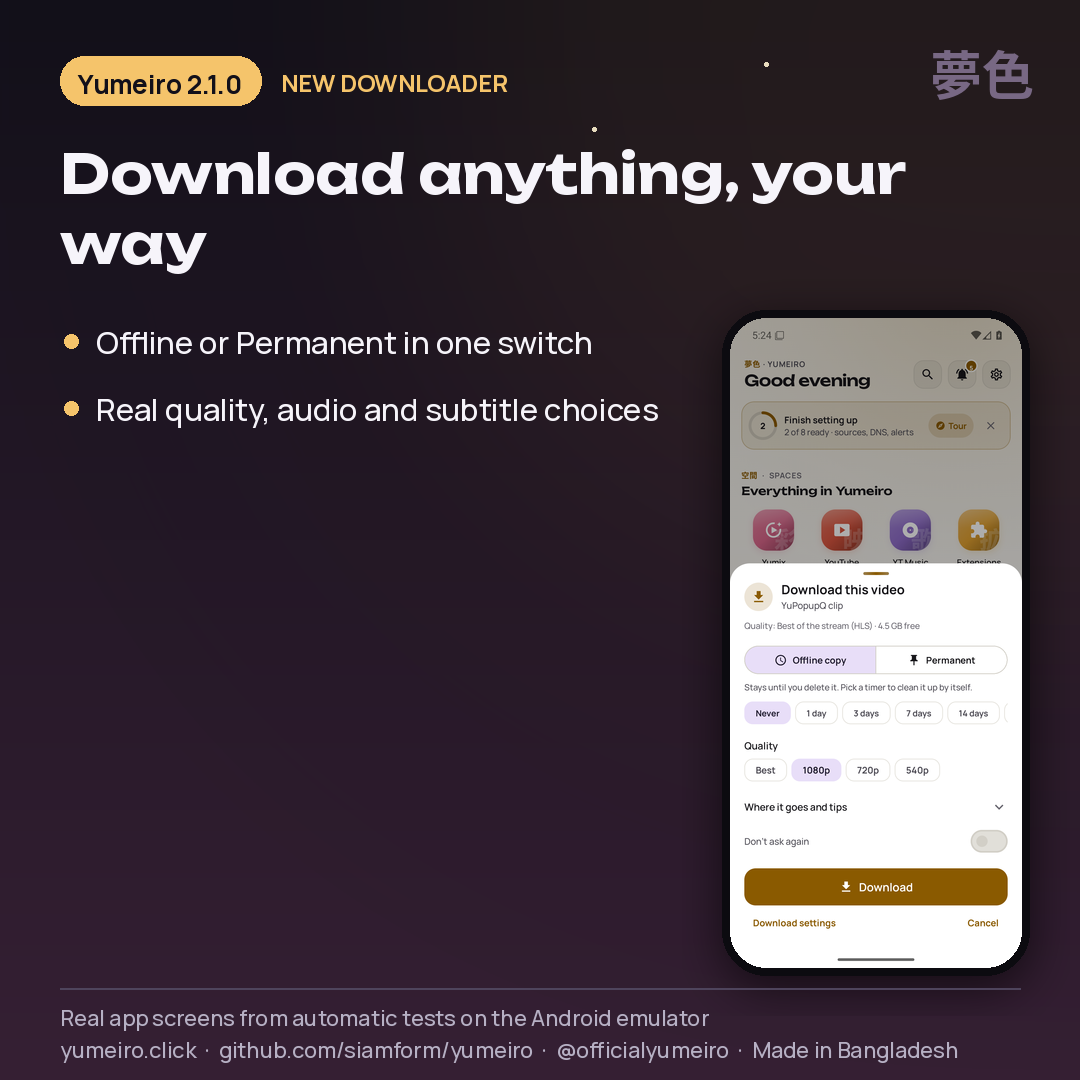 Yumeiro 2.1.0
NEW DOWNLOADER
夢色
Download anything, your
way
Offline or Permanent in one switch
Real quality, audio and subtitle choices
5:24
夢色 · YUMEIRO
Good evening
2
Finish setting up
2 of 8 ready · sources, DNS, alerts
Tour
空間 · SPACES
Everything in Yumeiro
Yumix
YouTube
YT Music
Extensions
Download this video
YuPopupQ clip
Quality: Best of the stream (HLS) · 4.5 GB free
Offline copy
Permanent
Stays until you delete it. Pick a timer to clean it up by itself.
Never
1 day
3 days
7 days
14 days
Quality
Best
1080p
720p
540p
Where it goes and tips
Don't ask again
Download
Download settings
Cancel
Real app screens from automatic tests on the Android emulator
yumeiro.click · github.com/siamform/yumeiro · @officialyumeiro · Made in Bangladesh